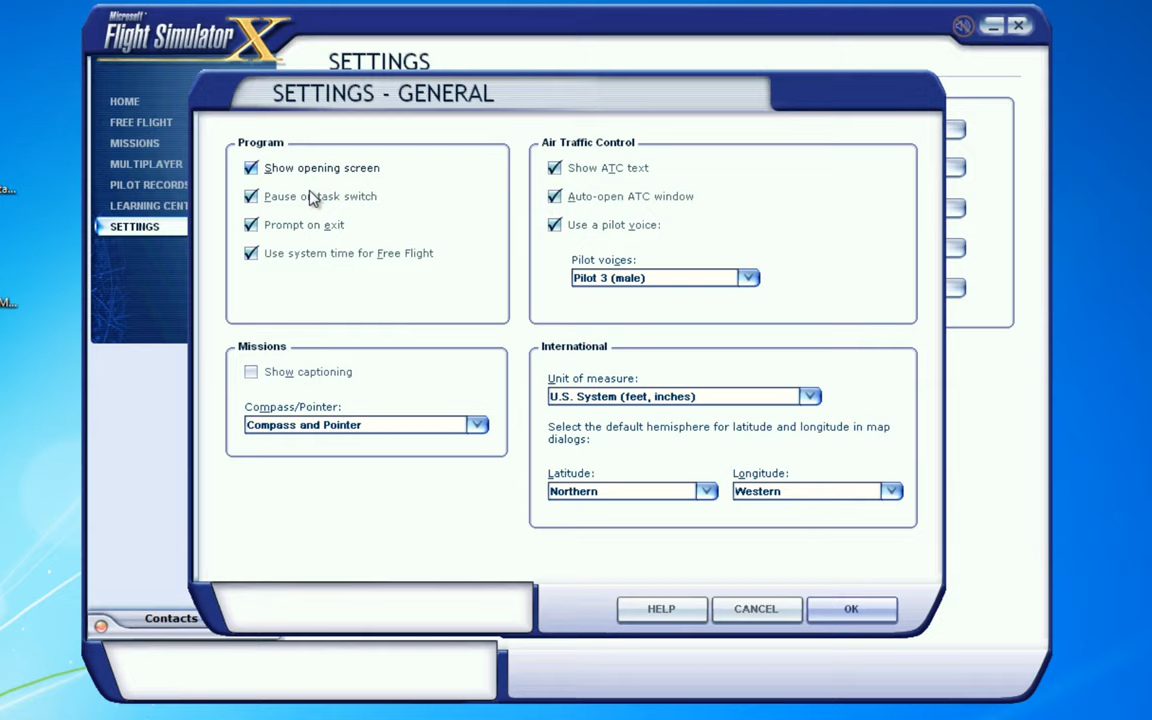 Microsoft
Flight Simulator X
SETTINGS
SETTINGS - GENERAL
HOME
FREE FLIGHT
MISSIONS
MULTIPLAYER
PILOT RECORDS
LEARNING CENT
SETTINGS
Program
Show opening screen
Pause on task switch
Prompt on exit
Use system time for Free Flight
Air Traffic Control
Show ATC text
Auto-open ATC window
Use a pilot voice:
Pilot voices:
Pilot 3 (male)
Missions
Show captioning
Compass/Pointer:
Compass and Pointer
International
Unit of measure:
U.S. System (feet, inches)
Select the default hemisphere for latitude and longitude in map
dialogs:
Latitude: Longitude:
Northern Western
HELP CANCEL OK
Contacts